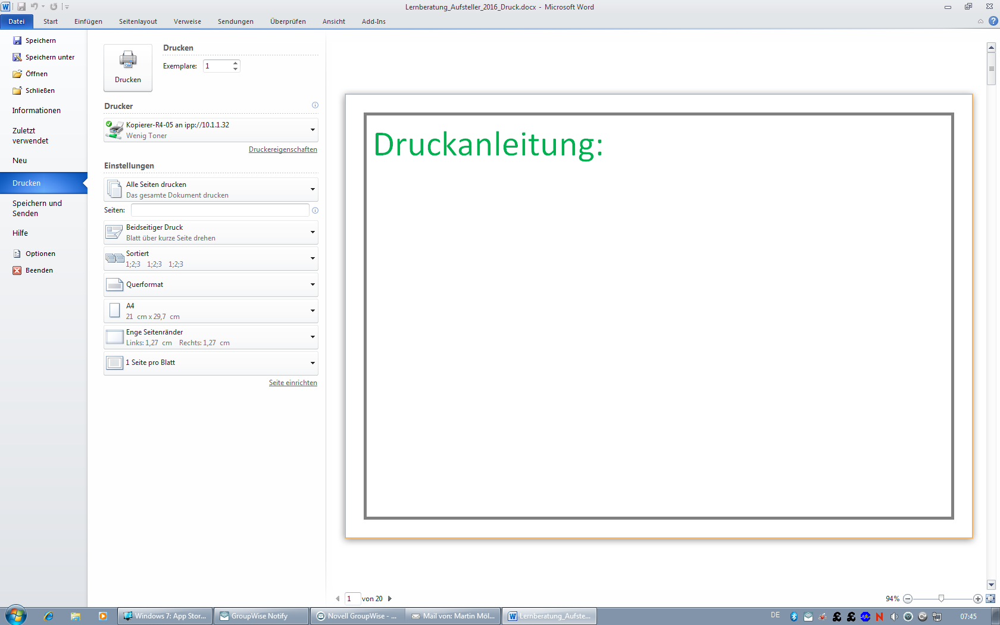 Lernberatung_Aufsteller_2016_Druck.docx - Microsoft Word
Datei Start Einfügen Seitenlayout Verweise Sendungen Überprüfen Ansicht Add-Ins
Speichern
Speichern unter
Öffnen
Schließen
Informationen
Zuletzt
verwendet
Neu
Drucken
Speichern und
Senden
Hilfe
Optionen
Beenden
Drucken
Drucken
Exemplare: 1
Drucker
Kopierer-R4-05 an ipp://10.1.1.32
Wenig Toner
Druckereigenschaften
Einstellungen
Alle Seiten drucken
Das gesamte Dokument drucken
Seiten:
Beidseitiger Druck
Blatt über kurze Seite drehen
Sortiert
1;2;3 1;2;3 1;2;3
Querformat
A4
21 cm x 29,7 cm
Enge Seitenränder
Links: 1,27 cm Rechts: 1,27 cm
1 Seite pro Blatt
Seite einrichten
Druckanleitung:
1 von 20
94%
Windows 7: App Stor... GroupWise Notify Novell GroupWise - ... Mail von: Martin Möl... Lernberatung_Aufste... DE 07:45